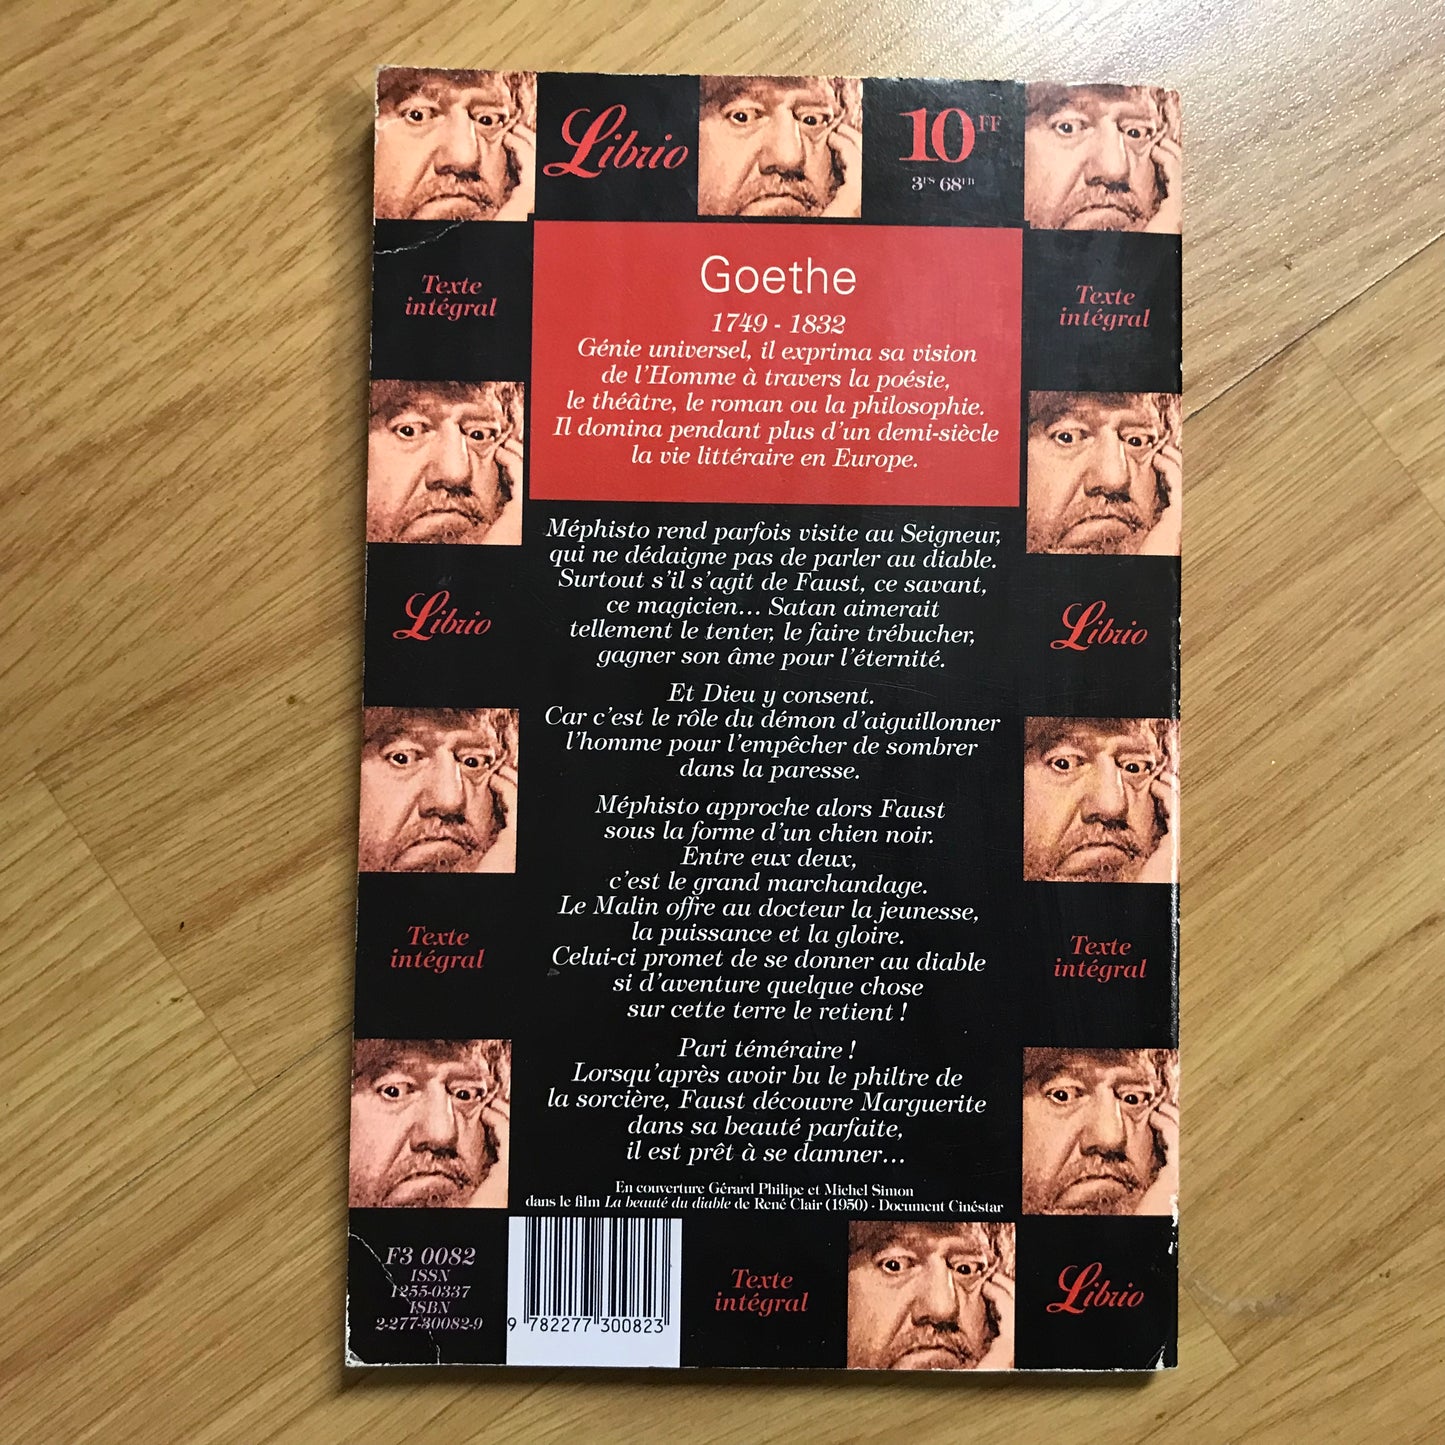 Librio
10FF
3FS 68FB
Texte
intégral
Texte
intégral
Goethe
1749 - 1832
Génie universel, il exprima sa vision
de l'Homme à travers la poésie,
le théâtre, le roman ou la philosophie.
Il domina pendant plus d'un demi-siècle
la vie littéraire en Europe.
Méphisto rend parfois visite au Seigneur,
qui ne dédaigne pas de parler au diable.
Surtout s'il s'agit de Faust, ce savant,
ce magicien... Satan aimerait
tellement le tenter, le faire trébucher,
gagner son âme pour l'éternité.
Librio
Librio
Et Dieu y consent.
Car c'est le rôle du démon d'aiguillonner
l'homme pour l'empêcher de sombrer
dans la paresse.
Méphisto approche alors Faust
sous la forme d'un chien noir.
Entre eux deux,
c'est le grand marchandage.
Le Malin offre au docteur la jeunesse,
la puissance et la gloire.
Celui-ci promet de se donner au diable
si d'aventure quelque chose
sur cette terre le retient !
Texte
intégral
Texte
intégral
Pari téméraire !
Lorsqu'après avoir bu le philtre de
la sorcière, Faust découvre Marguerite
dans sa beauté parfaite,
il est prêt à se damner...
En couverture Gérard Philipe et Michel Simon
dans le film La beauté du diable de René Clair (1950) - Document Cinéstar
F3 0082
ISSN
1255-0337
ISBN
2-277-30082-9
9 782277 300823
Texte
intégral
Librio